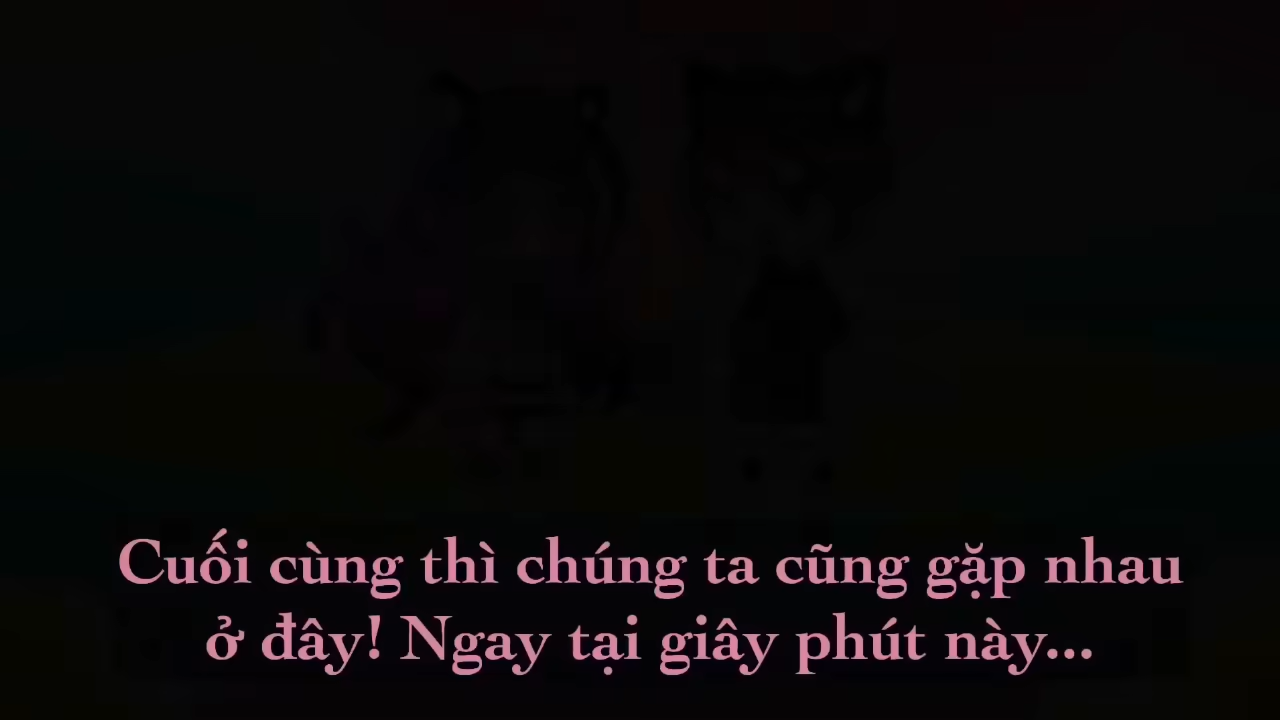 Cuối cùng thì chúng ta cũng gặp nhau
ở đây! Ngay tại giây phút này...